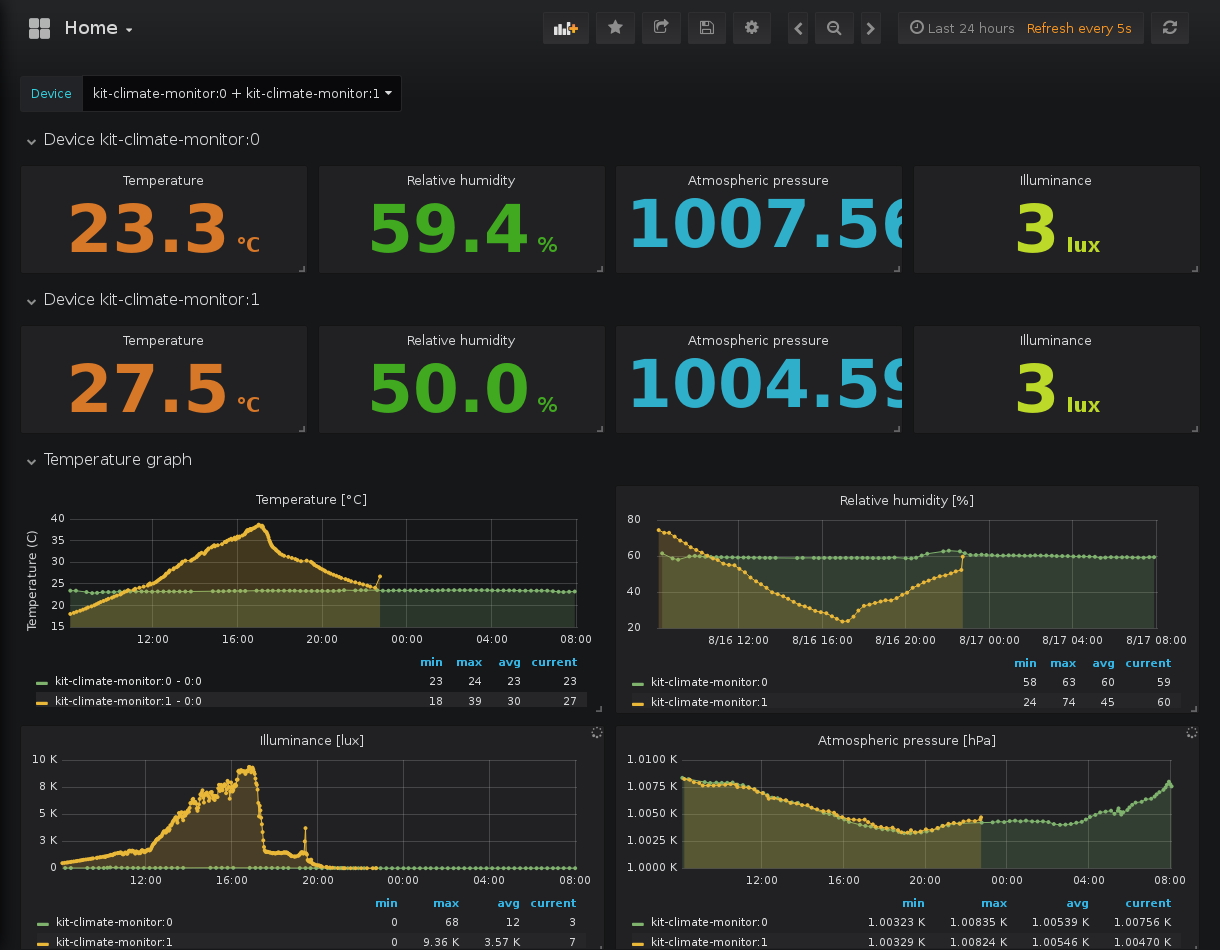 Home
Last 24 hours Refresh every 5s
Device kit-climate-monitor:0 + kit-climate-monitor:1
Device kit-climate-monitor:0
Temperature Relative humidity Atmospheric pressure Illuminance
23.3 °C 59.4 % 1007.56 3 lux
Device kit-climate-monitor:1
Temperature Relative humidity Atmospheric pressure Illuminance
27.5 °C 50.0 % 1004.59 3 lux
Temperature graph
Temperature [°C]
Temperature (C)
40
35
30
25
20
15
12:00 16:00 20:00 00:00 04:00 08:00
min max avg current
kit-climate-monitor:0 - 0:0 23 24 23 23
kit-climate-monitor:1 - 0:0 18 39 30 27
Relative humidity [%]
80
60
40
20
8/16 12:00 8/16 16:00 8/16 20:00 8/17 00:00 8/17 04:00 8/17 08:00
min max avg current
kit-climate-monitor:0 58 63 60 59
kit-climate-monitor:1 24 74 45 60
Illuminance [lux]
10 K
8 K
5 K
3 K
0
12:00 16:00 20:00 00:00 04:00 08:00
min max avg current
kit-climate-monitor:0 0 68 12 3
kit-climate-monitor:1 0 9.36 K 3.57 K 7
Atmospheric pressure [hPa]
1.0100 K
1.0075 K
1.0050 K
1.0025 K
1.0000 K
12:00 16:00 20:00 00:00 04:00 08:00
min max avg current
kit-climate-monitor:0 1.00323 K 1.00835 K 1.00539 K 1.00756 K
kit-climate-monitor:1 1.00329 K 1.00824 K 1.00546 K 1.00470 K